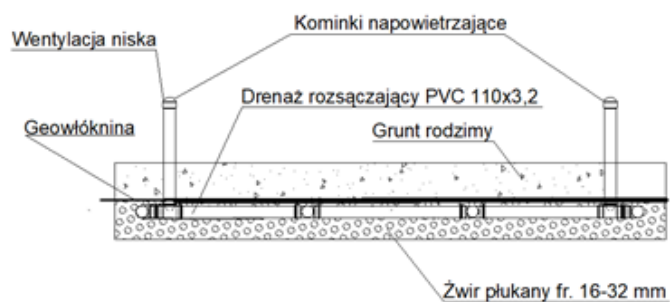 Kominki napowietrzające
Wentylacja niska
Drenaż rozsączający PVC 110x3,2
Geowłóknina
Grunt rodzimy
Żwir płukany fr. 16-32 mm